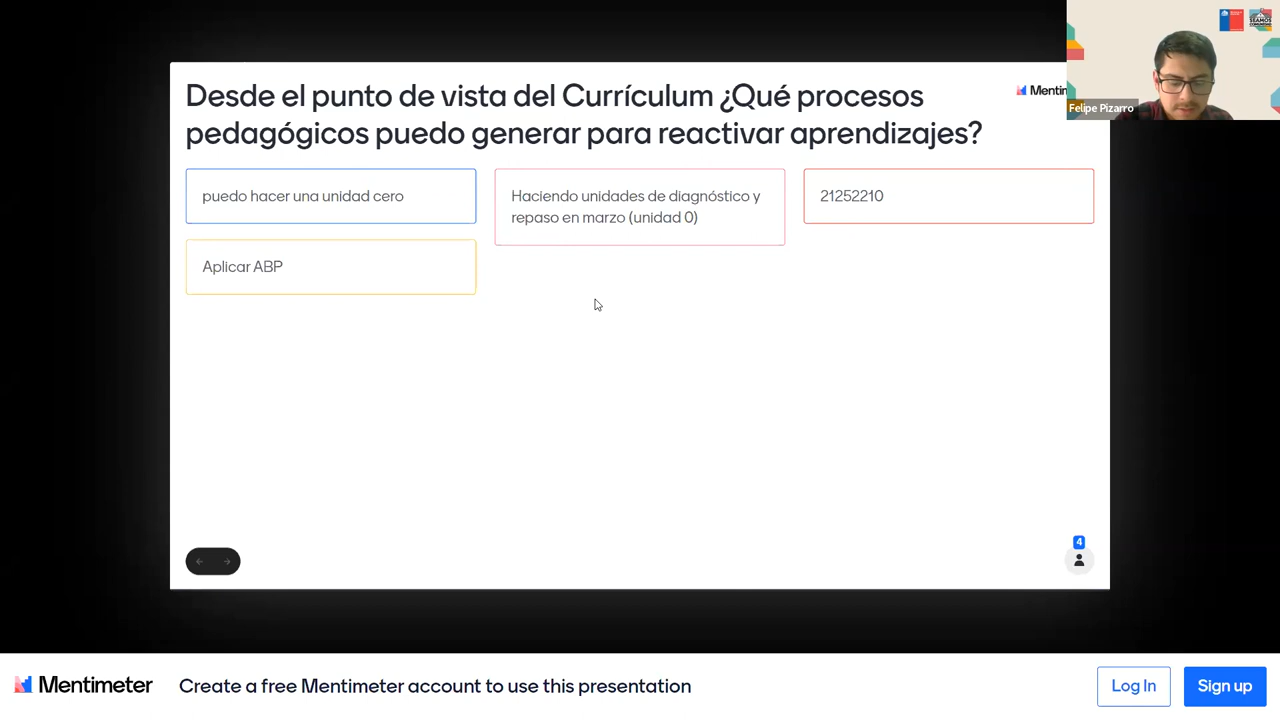 Desde el punto de vista del Currículum ¿Qué procesos
pedagógicos puedo generar para reactivar aprendizajes?
SEAMOS
Felipe Pizarro
puedo hacer una unidad cero
Haciendo unidades de diagnóstico y
repaso en marzo (unidad 0)
21252210
Aplicar ABP
4
Mentimeter
Create a free Mentimeter account to use this presentation
Log In
Sign up